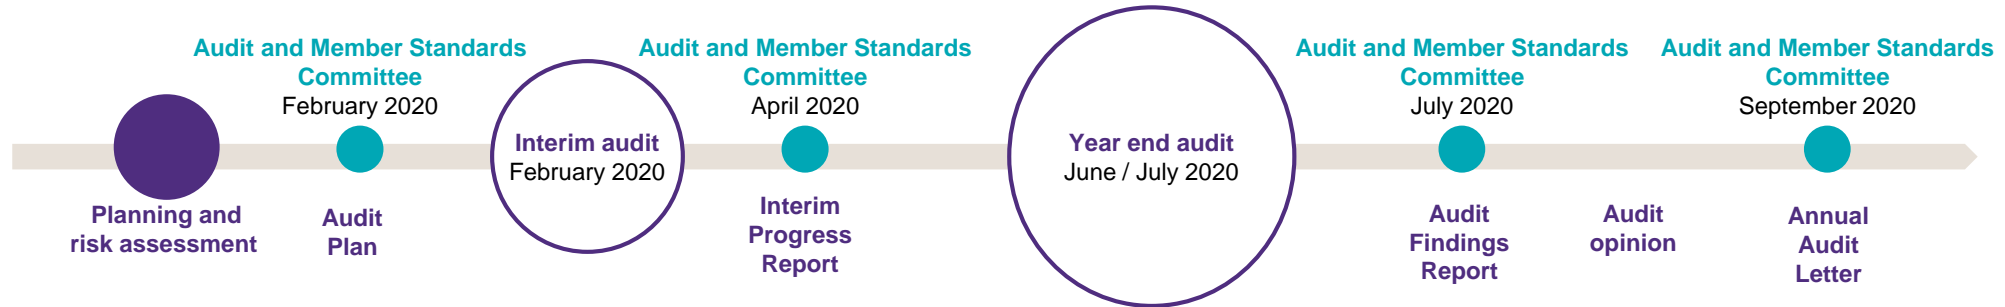 Planning and
risk assessment
Audit and Member Standards
Committee
February 2020
Audit
Plan
Interim audit
February 2020
Audit and Member Standards
Committee
April 2020
Interim
Progress
Report
Year end audit
June / July 2020
Audit and Member Standards
Committee
July 2020
Audit
Findings
Report
Audit
opinion
Audit and Member Standards
Committee
September 2020
Annual
Audit
Letter